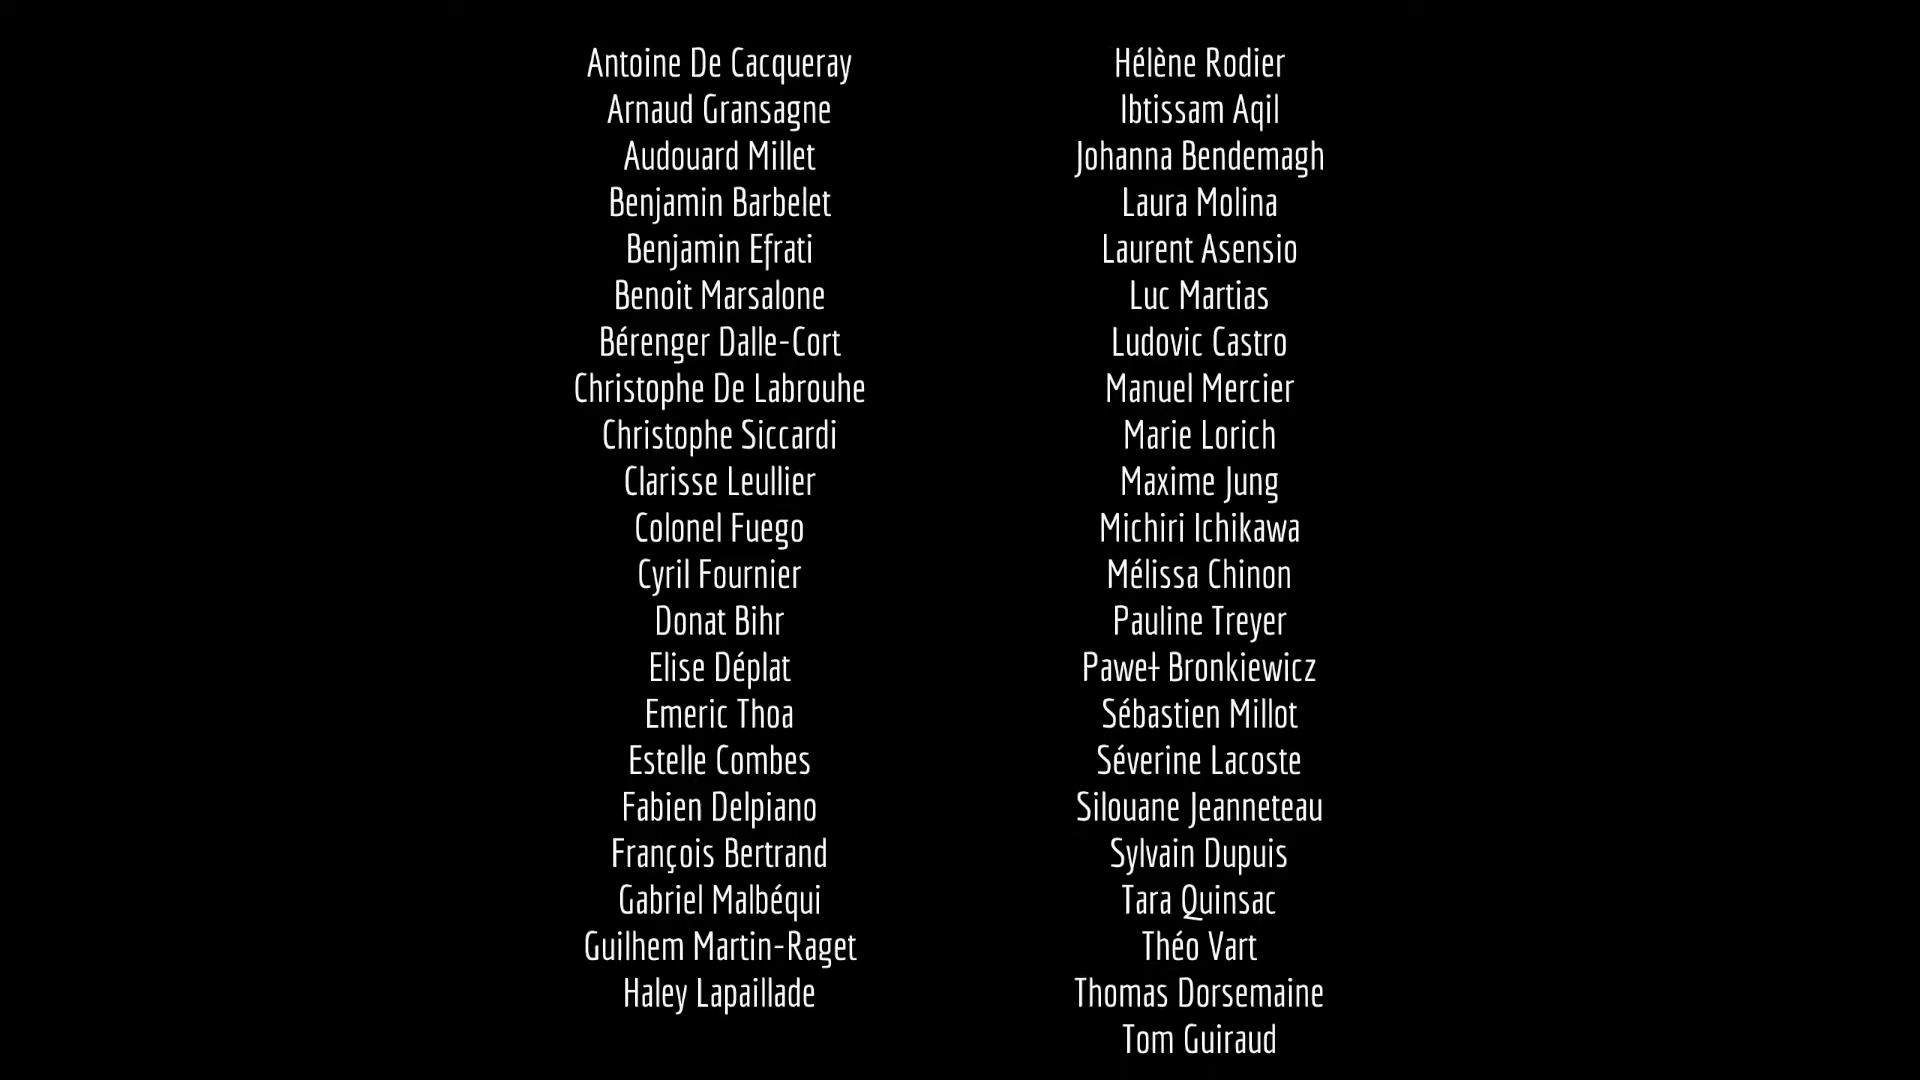 Antoine De Cacqueray
Arnaud Gransagne
Audouard Millet
Benjamin Barbelet
Benjamin Efrati
Benoit Marsalone
Bérenger Dalle-Cort
Christophe De Labrouhe
Christophe Siccardi
Clarisse Leullier
Colonel Fuego
Cyril Fournier
Donat Bihr
Elise Déplat
Emeric Thoa
Estelle Combes
Fabien Delpiano
François Bertrand
Gabriel Malbéqui
Guilhem Martin-Raget
Haley Lapaillade
Hélène Rodier
Ibtissam Aqil
Johanna Bendemagh
Laura Molina
Laurent Asensio
Luc Martias
Ludovic Castro
Manuel Mercier
Marie Lorich
Maxime Jung
Michiri Ichikawa
Mélissa Chinon
Pauline Treyer
Paweł Bronkiewicz
Sébastien Millot
Séverine Lacoste
Silouane Jeanneteau
Sylvain Dupuis
Tara Quinsac
Théo Vart
Thomas Dorsemaine
Tom Guiraud